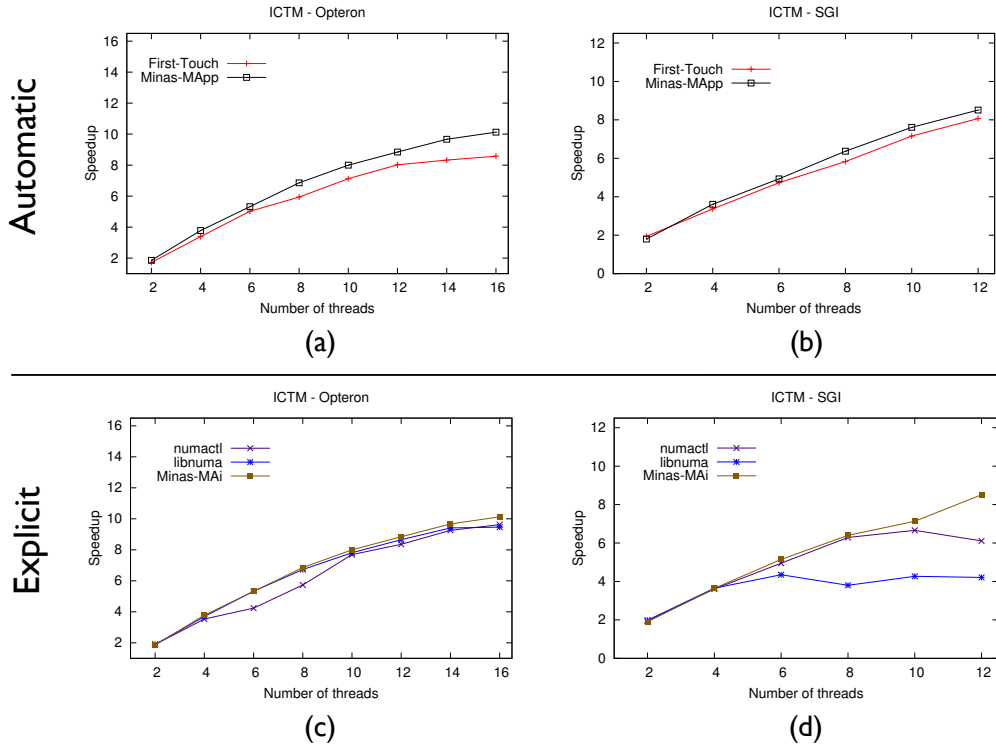 Automatic
ICTM - Opteron
16
14
12
10
8
6
4
2
Speedup
First-Touch
Minas-MApp
2 4 6 8 10 12 14 16
Number of threads
(a)
ICTM - SGI
12
10
8
6
4
2
0
Speedup
First-Touch
Minas-MApp
2 4 6 8 10 12
Number of threads
(b)
Explicit
ICTM - Opteron
16
14
12
10
8
6
4
2
Speedup
numactl
libnuma
Minas-MAi
2 4 6 8 10 12 14 16
Number of threads
(c)
ICTM - SGI
12
10
8
6
4
2
0
Speedup
numactl
libnuma
Minas-MAi
2 4 6 8 10 12
Number of threads
(d)